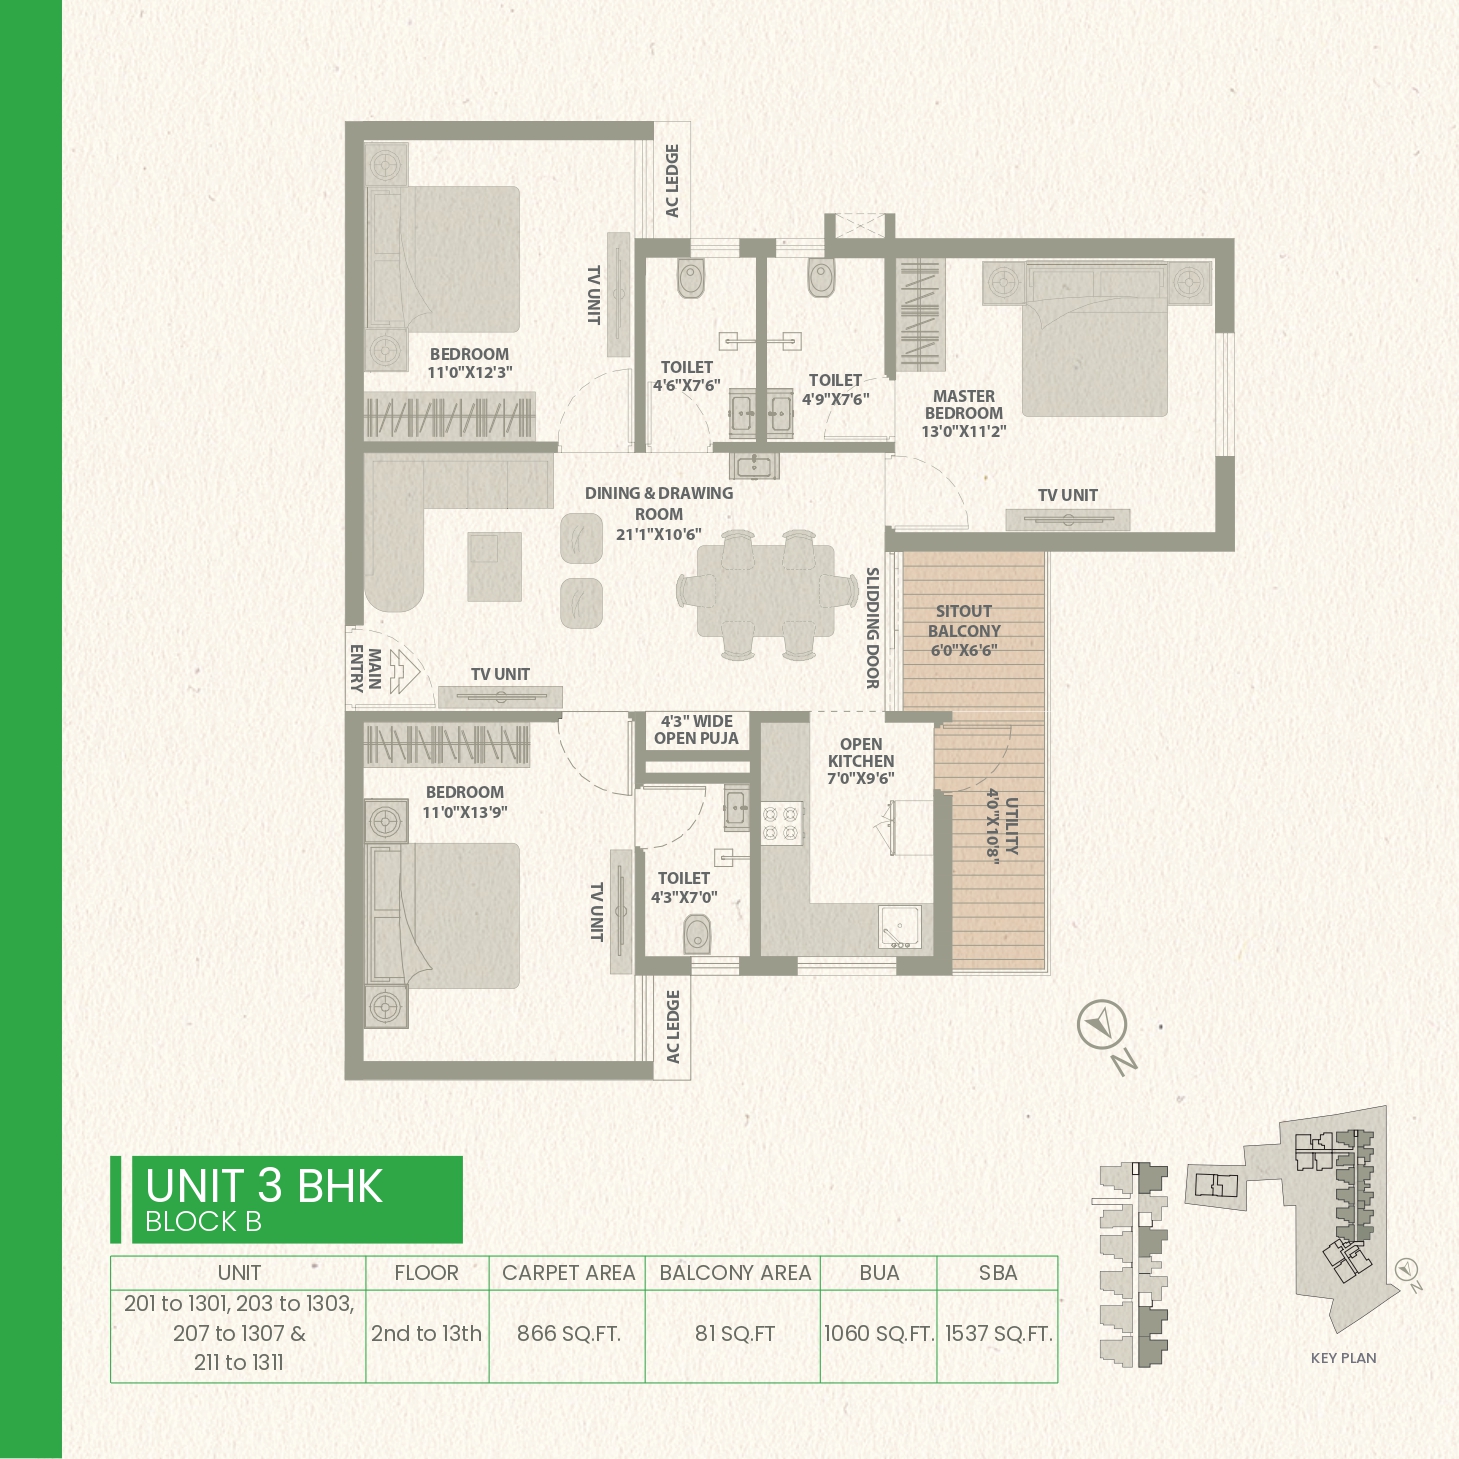 AC LEDGE
TV UNIT
BEDROOM
11'0"X12'3"
TOILET
4'6"X7'6"
TOILET
4'9"X7'6"
MASTER
BEDROOM
13'0"X11'2"
TV UNIT
DINING & DRAWING
ROOM
21'1"X10'6"
SLIDDING DOOR
SITOUT
BALCONY
6'0"X6'6"
MAIN
ENTRY
TV UNIT
4'3" WIDE
OPEN PUJA
OPEN
KITCHEN
7'0"X9'6"
BEDROOM
11'0"X13'9"
UTILITY
4'0"X10'8"
TV UNIT
TOILET
4'3"X7'0"
AC LEDGE
N
UNIT 3 BHK
BLOCK B
UNIT FLOOR CARPET AREA BALCONY AREA BUA SBA
201 to 1301, 203 to 1303,
207 to 1307 &
211 to 1311
2nd to 13th 866 SQ.FT. 81 SQ.FT 1060 SQ.FT. 1537 SQ.FT.
N
KEY PLAN